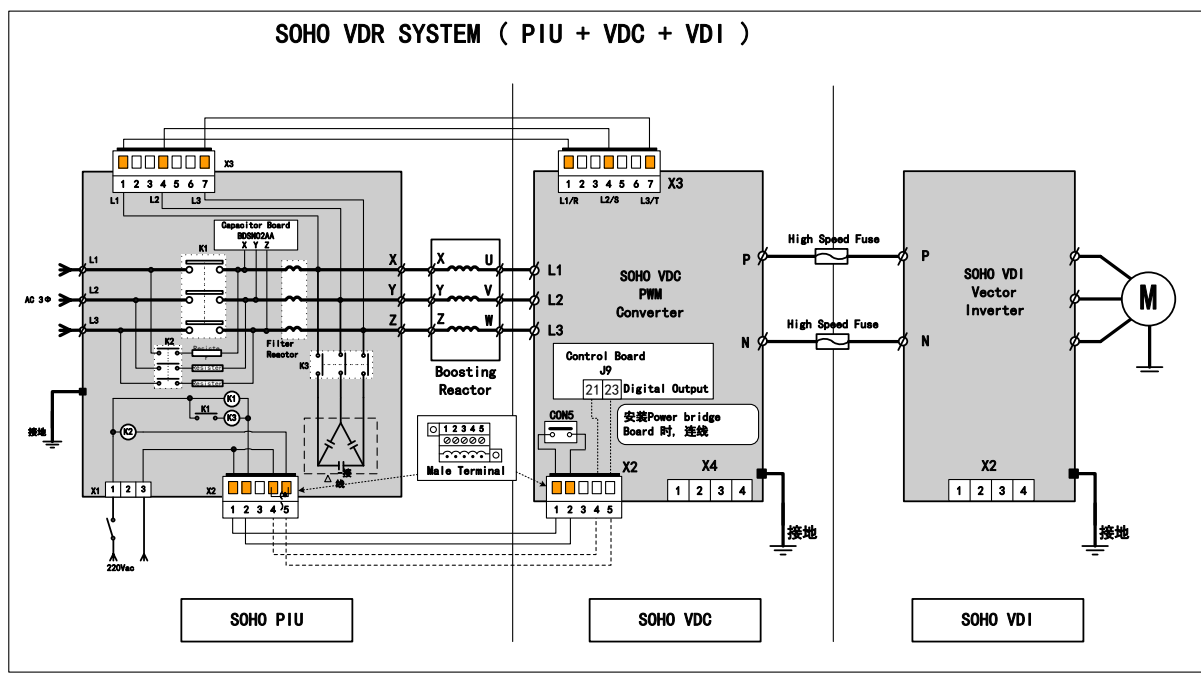 SOHO VDR SYSTEM ( PIU + VDC + VDI )
X3
1 2 3 4 5 6 7
L1 L2 L3
Capacitor Board
BDSNO2AA
X Y Z
K1
L1
AC 3Φ
L2
L3
K2
Resister
Resister
Filter
Reactor
K3
X
Y
Z
K1
K1
K3
K2
接地
△接
线
X1
1 2 3
220Vac
X2
1 2 3 4 5
X U
Y V
Z W
Boosting
Reactor
1 2 3 4 5
Male Terminal
X3
1 2 3 4 5 6 7
L1/R L2/S L3/T
L1
L2
L3
SOHO VDC
PWM
Converter
P
N
Control Board
J9
21 23 Digital Output
CON5
安装Power bridge
Board 时, 连线
X2
1 2 3 4 5
X4
1 2 3 4
接地
High Speed Fuse
High Speed Fuse
P
N
SOHO VDI
Vector
Inverter
M
X2
1 2 3 4
接地
SOHO PIU
SOHO VDC
SOHO VDI